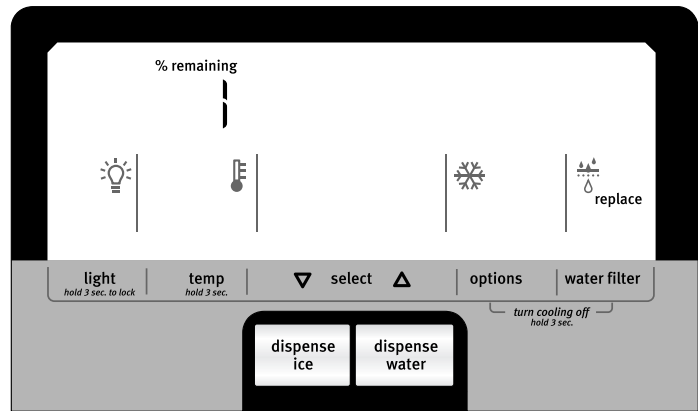 % remaining
1
replace
light
hold 3 sec. to lock
temp
hold 3 sec.
select
options
water filter
turn cooling off
hold 3 sec.
dispense
ice
dispense
water